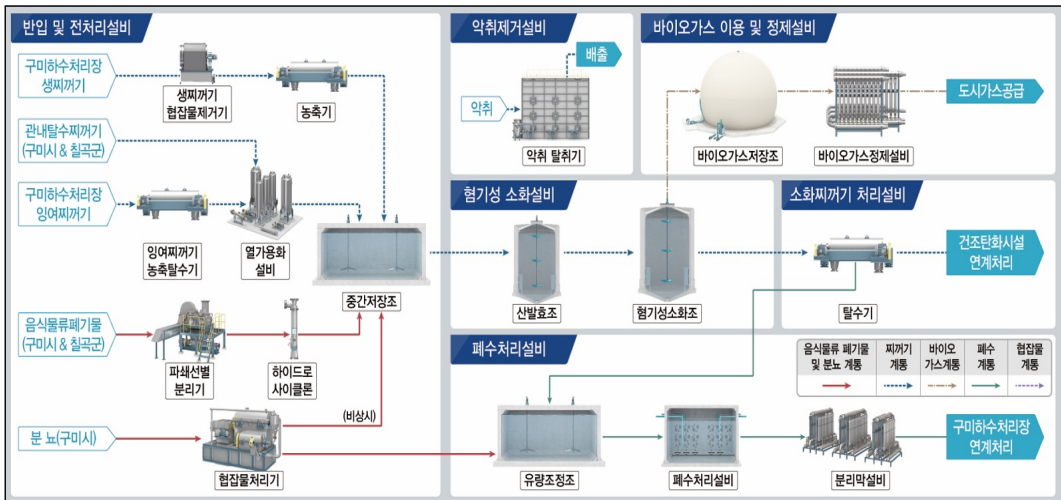 반입 및 전처리설비
구미하수처리장
생찌꺼기
생찌꺼기
협잡물제거기
농축기
관내탈수찌꺼기
(구미시 & 칠곡군)
구미하수처리장
잉여찌꺼기
잉여찌꺼기
농축탈수기
열가용화
설비
중간저장조
음식물류폐기물
(구미시 & 칠곡군)
파쇄선별
분리기
하이드로
사이클론
(비상시)
분 뇨(구미시)
협잡물처리기
악취제거설비
배출
악취
악취 탈취기
바이오가스 이용 및 정제설비
도시가스공급
바이오가스저장조
바이오가스정제설비
혐기성 소화설비
산발효조
혐기성소화조
소화찌꺼기 처리설비
건조탄화시설
연계처리
탈수기
폐수처리설비
음식물류 폐기물
및 분뇨 계통
찌꺼기
계통
바이오
가스계통
폐수
계통
협잡물
계통
유량조정조
폐수처리설비
분리막설비
구미하수처리장
연계처리